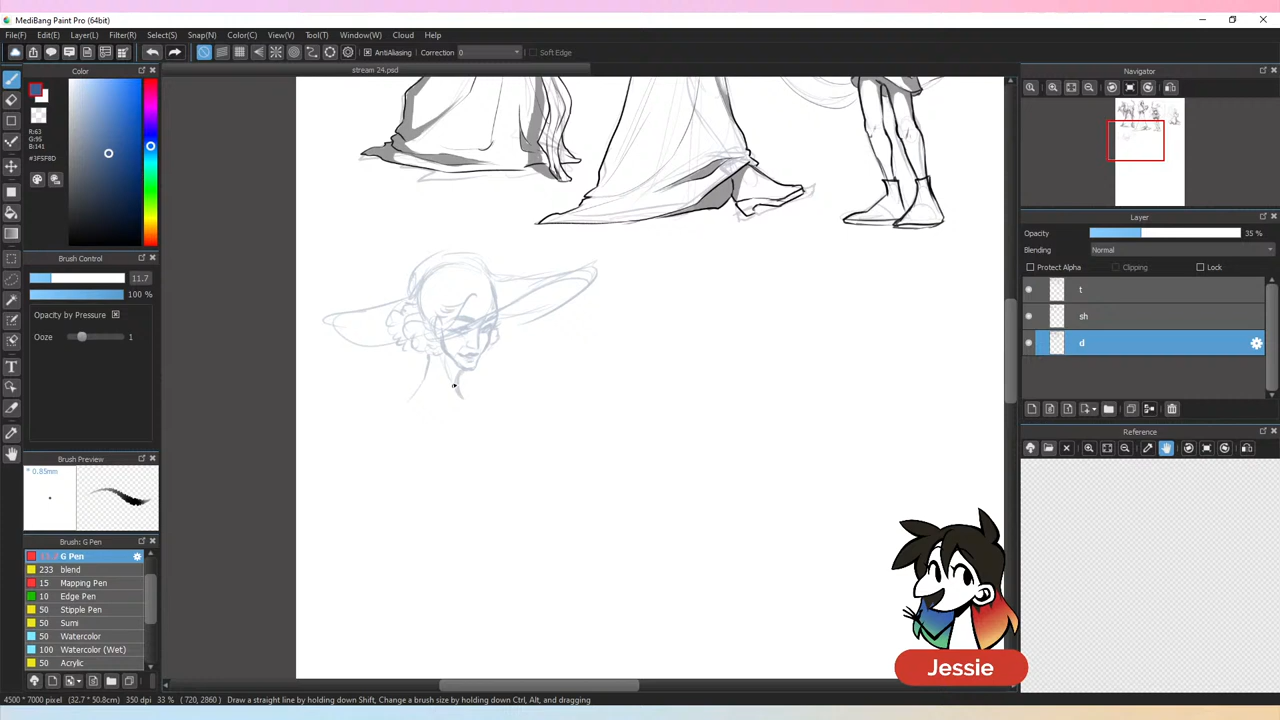 MediBang Paint Pro (64bit)
File(F) Edit(E) Layer(L) Filter(R) Select(S) Snap(N) Color(C) View(V) Tool(T) Window(W) Cloud Help
AntiAliasing Correction 0 Soft Edge
Color
stream 24.psd
Navigator
R:63
G:95
B:141
#3F5F8D
Brush Control
11.7
100 %
Opacity by Pressure
Ooze 1
Layer
Opacity 35 %
Blending Normal
Protect Alpha Clipping Lock
t
sh
d
Reference
Brush Preview
* 0.85mm
Brush: G Pen
G Pen
233 blend
15 Mapping Pen
10 Edge Pen
50 Stipple Pen
50 Sumi
50 Watercolor
100 Watercolor (Wet)
50 Acrylic
Jessie
4500 * 7000 pixel (32.7 * 50.8cm) 350 dpi 33 % ( 720, 2860 ) Draw a straight line by holding down Shift, Change a brush size by holding down Ctrl, Alt, and dragging